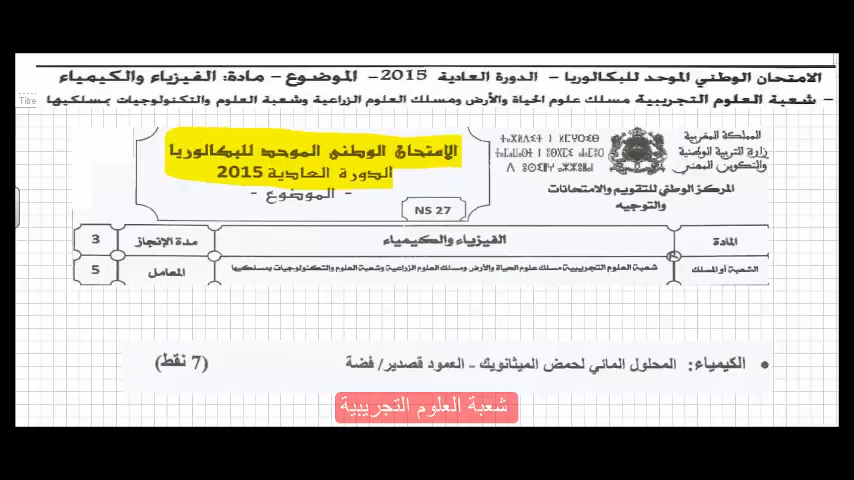 الامتحان الوطني الموحد للبكالوريا - الدورة العادية 2015 - الموضوع - مادة: الفيزياء والكيمياء
- شعبة العلوم التجريبية مسلك علوم الحياة والأرض ومسلك العلوم الزراعية وشعبة العلوم والتكنولوجيات بمسلكيها
Titre
المملكة المغربية
وزارة التربية الوطنية
والتكوين المهني
المركز الوطني للتقويم والامتحانات
والتوجيه
الامتحان الوطني الموحد للبكالوريا
الدورة العادية 2015
- الموضوع -
NS 27
المادة الفيزياء والكيمياء مدة الإنجاز 3
الشعبة أو المسلك شعبة العلوم التجريبية مسلك علوم الحياة والأرض ومسلك العلوم الزراعية وشعبة العلوم والتكنولوجيات بمسلكيها المعامل 5
• الكيمياء: المحلول المائي لحمض الميثانويك - العمود قصدير/ فضة (7 نقط)
شعبة العلوم التجريبية